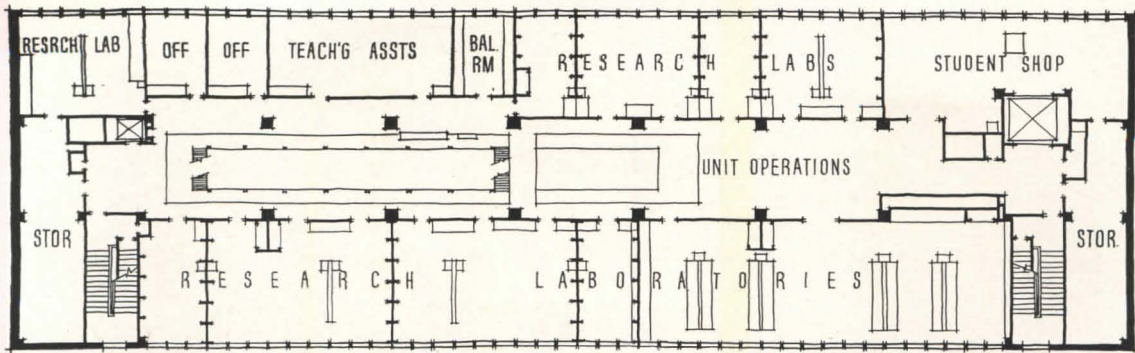 RESRCH LAB
OFF
OFF
TEACH'G ASSTS
BAL.
RM
RESEARCH LABS
STUDENT SHOP
UNIT OPERATIONS
STOR
RESEARCH LABORATORIES
STOR.